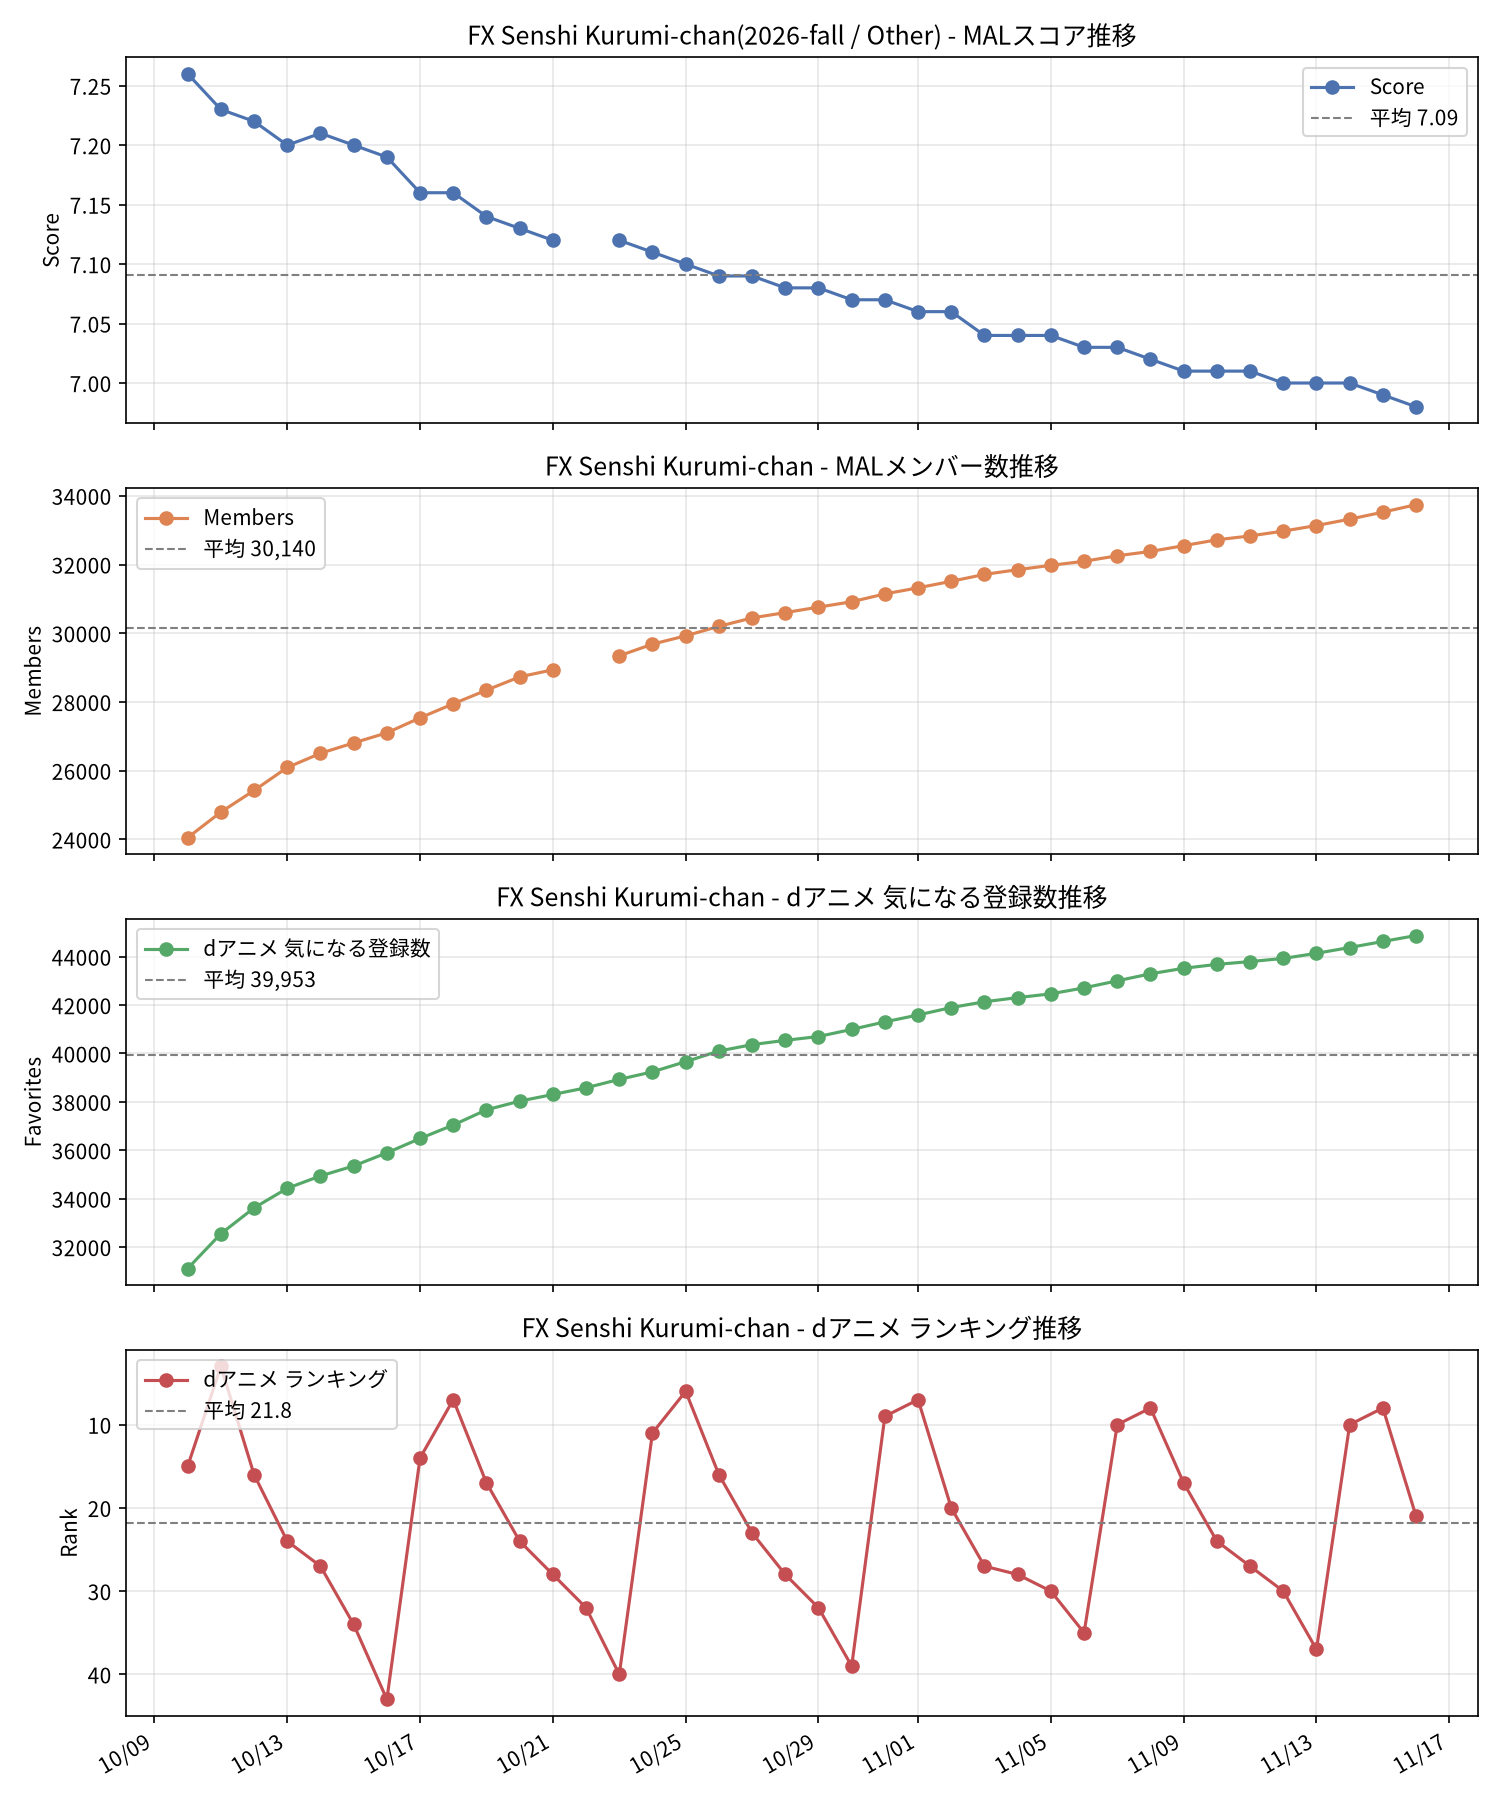 FX Senshi Kurumi-chan(2026-fall / Other) - MALスコア推移
Score
7.25
7.20
7.15
7.10
7.05
7.00
Score
平均 7.09
FX Senshi Kurumi-chan - MALメンバー数推移
Members
34000
32000
30000
28000
26000
24000
Members
平均 30,140
FX Senshi Kurumi-chan - dアニメ 気になる登録数推移
Favorites
44000
42000
40000
38000
36000
34000
32000
dアニメ 気になる登録数
平均 39,953
FX Senshi Kurumi-chan - dアニメ ランキング推移
Rank
10
20
30
40
dアニメ ランキング
平均 21.8
10/09
10/13
10/17
10/21
10/25
10/29
11/01
11/05
11/09
11/13
11/17